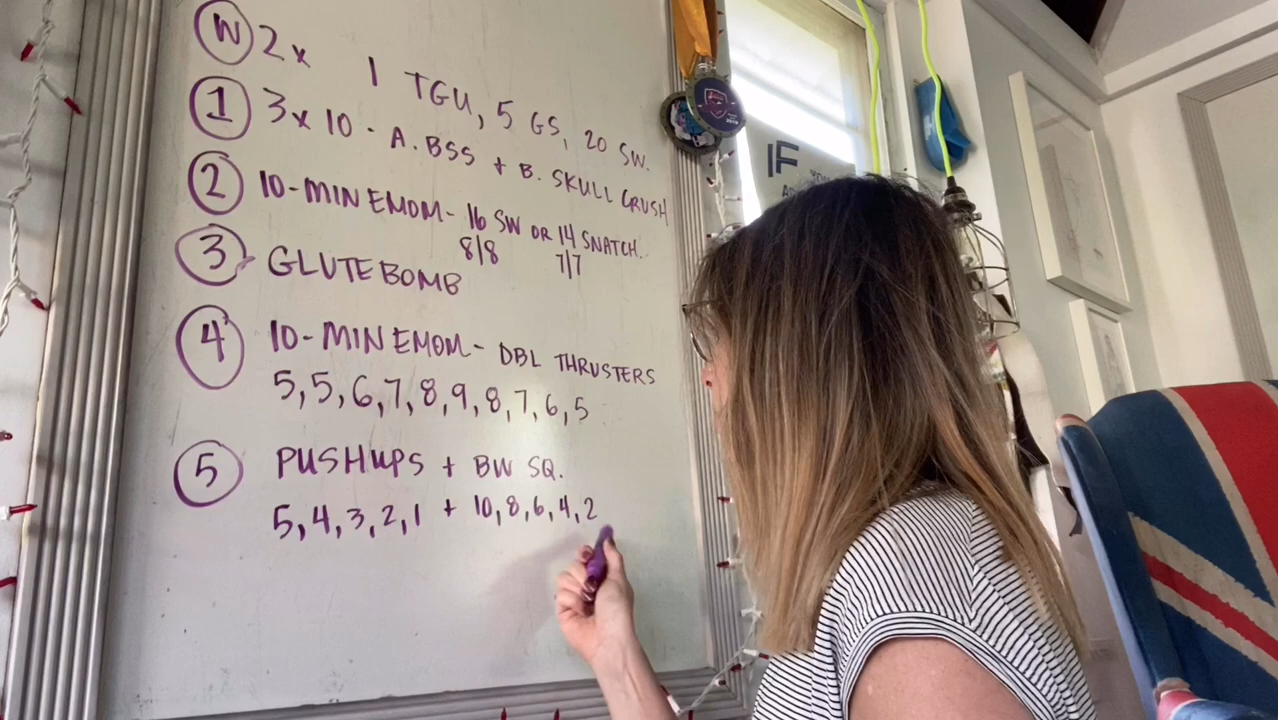 W 2x 1 TGU, 5 GS, 20 SW.
1 3x10 - A. BSS + B. SKULL CRUSH
2 10-MIN EMOM - 16 SW OR 14 SNATCH.
8/8 7/7
3 GLUTEBOMB
4 10-MIN EMOM - DBL THRUSTERS
5,5,6,7,8,9,8,7,6,5
5 PUSHUPS + BW SQ.
5,4,3,2,1 + 10,8,6,4,2
IF